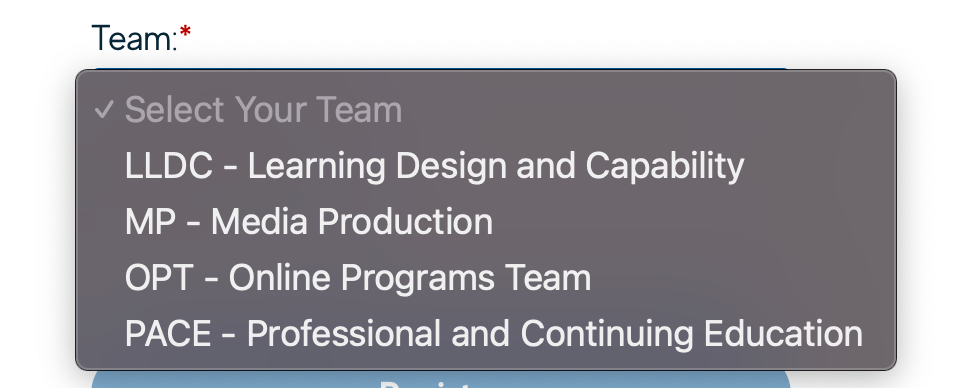 Team:*
✓ Select Your Team
LLDC - Learning Design and Capability
MP - Media Production
OPT - Online Programs Team
PACE - Professional and Continuing Education